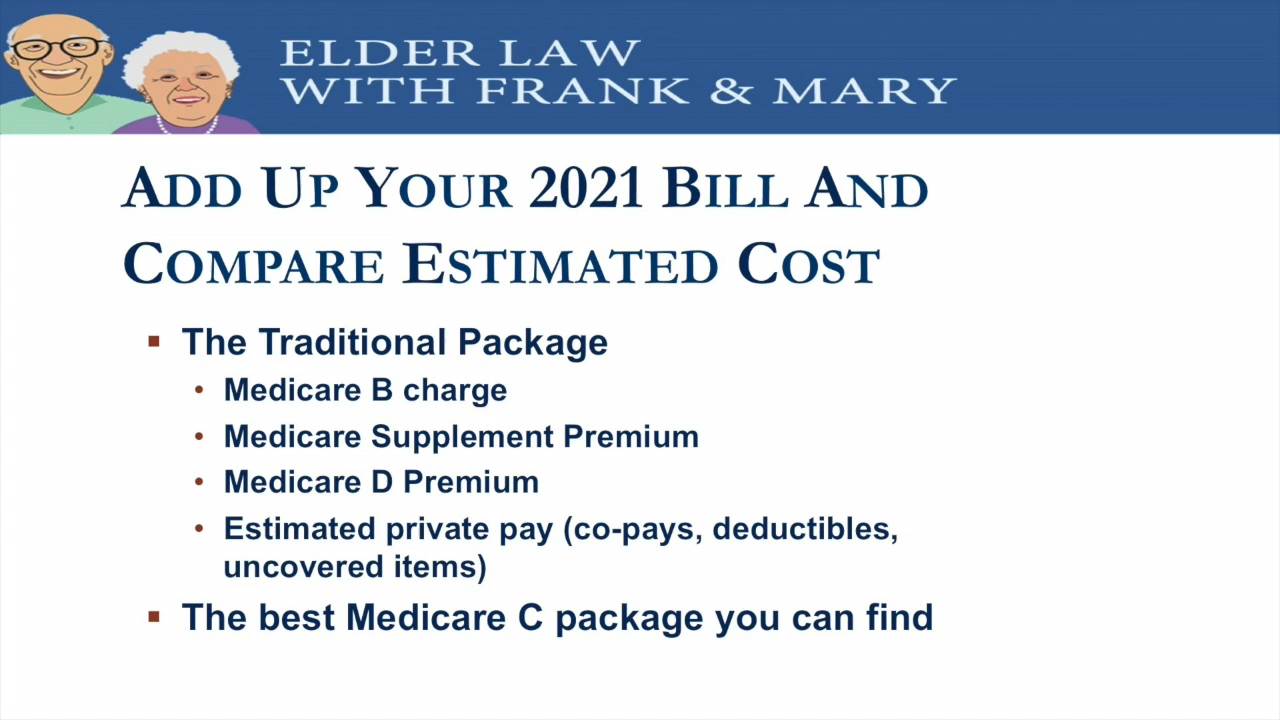 ELDER LAW
WITH FRANK & MARY
ADD UP YOUR 2021 BILL AND
COMPARE ESTIMATED COST
▪ The Traditional Package
• Medicare B charge
• Medicare Supplement Premium
• Medicare D Premium
• Estimated private pay (co-pays, deductibles,
uncovered items)
▪ The best Medicare C package you can find